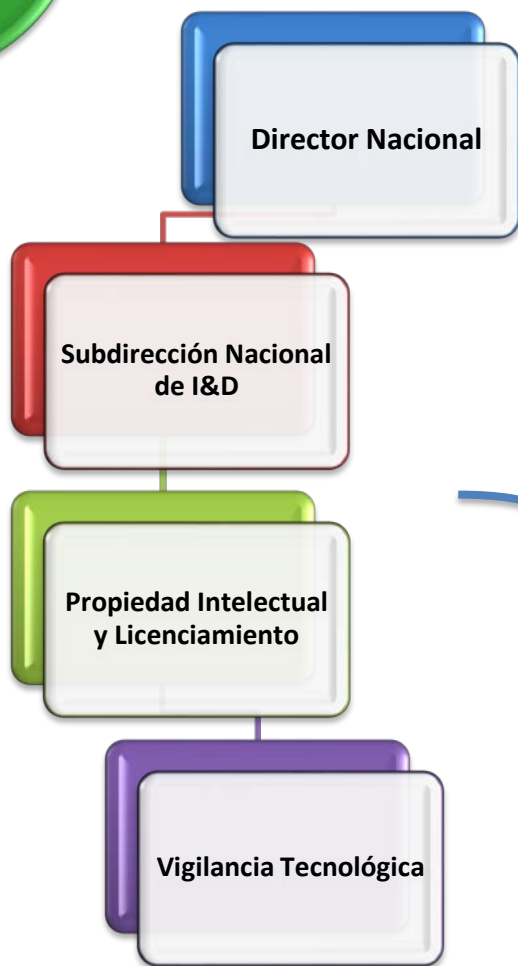 Director Nacional
Subdirección Nacional
de I&D
Propiedad Intelectual
y Licenciamiento
Vigilancia Tecnológica